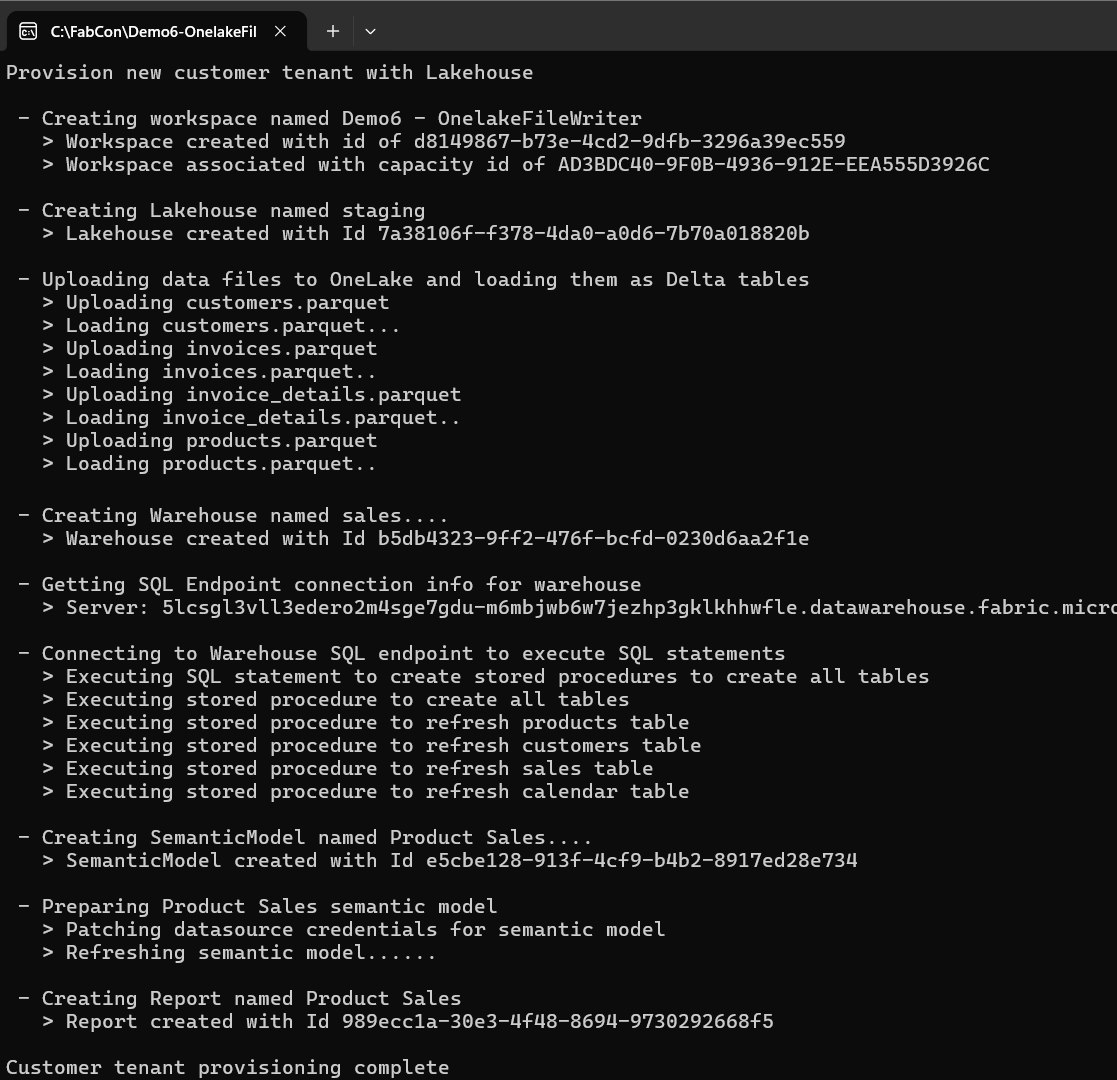 C:\FabCon\Demo6-OnelakeFil
Provision new customer tenant with Lakehouse
- Creating workspace named Demo6 - OnelakeFileWriter
> Workspace created with id of d8149867-b73e-4cd2-9dfb-3296a39ec559
> Workspace associated with capacity id of AD3BDC40-9F0B-4936-912E-EEA555D3926C
- Creating Lakehouse named staging
> Lakehouse created with Id 7a38106f-f378-4da0-a0d6-7b70a018820b
- Uploading data files to OneLake and loading them as Delta tables
> Uploading customers.parquet
> Loading customers.parquet...
> Uploading invoices.parquet
> Loading invoices.parquet..
> Uploading invoice_details.parquet
> Loading invoice_details.parquet..
> Uploading products.parquet
> Loading products.parquet..
- Creating Warehouse named sales....
> Warehouse created with Id b5db4323-9ff2-476f-bcfd-0230d6aa2f1e
- Getting SQL Endpoint connection info for warehouse
> Server: 5lcsgl3vll3edero2m4sge7gdu-m6mbjwb6w7jezhp3gklkhhwfle.datawarehouse.fabric.micro
- Connecting to Warehouse SQL endpoint to execute SQL statements
> Executing SQL statement to create stored procedures to create all tables
> Executing stored procedure to create all tables
> Executing stored procedure to refresh products table
> Executing stored procedure to refresh customers table
> Executing stored procedure to refresh sales table
> Executing stored procedure to refresh calendar table
- Creating SemanticModel named Product Sales....
> SemanticModel created with Id e5cbe128-913f-4cf9-b4b2-8917ed28e734
- Preparing Product Sales semantic model
> Patching datasource credentials for semantic model
> Refreshing semantic model......
- Creating Report named Product Sales
> Report created with Id 989ecc1a-30e3-4f48-8694-9730292668f5
Customer tenant provisioning complete